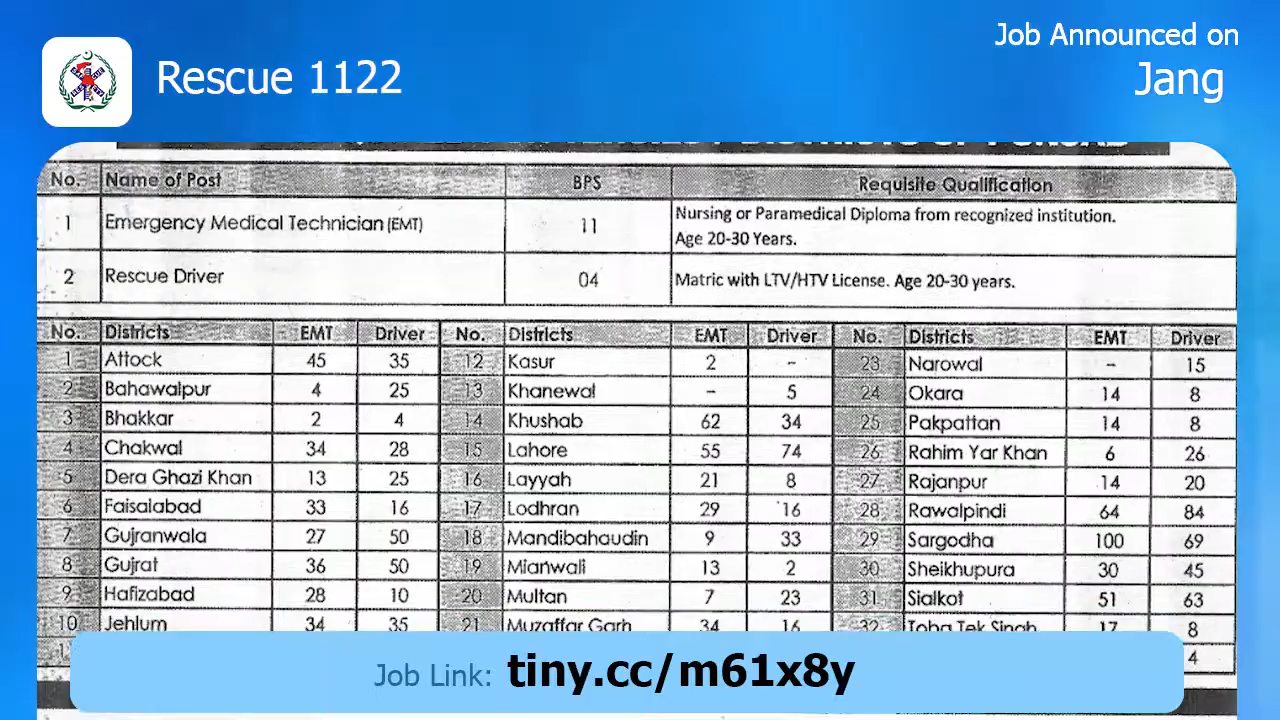 Rescue 1122
Job Announced on
Jang
No. Name of Post BPS Requisite Qualification
1 Emergency Medical Technician (EMT) 11 Nursing or Paramedical Diploma from recognized institution.
Age 20-30 Years.
2 Rescue Driver 04 Matric with LTV/HTV License. Age 20-30 years.
No. Districts EMT Driver No. Districts EMT Driver No. Districts EMT Driver
1 Attock 45 35 12 Kasur 2 - 23 Narowal - 15
2 Bahawalpur 4 25 13 Khanewal - 5 24 Okara 14 8
3 Bhakkar 2 4 14 Khushab 62 34 25 Pakpattan 14 8
4 Chakwal 34 28 15 Lahore 55 74 26 Rahim Yar Khan 6 26
5 Dera Ghazi Khan 13 25 16 Layyah 21 8 27 Rajanpur 14 20
6 Faisalabad 33 16 17 Lodhran 29 16 28 Rawalpindi 64 84
7 Gujranwala 27 50 18 Mandibahaudin 9 33 29 Sargodha 100 69
8 Gujrat 36 50 19 Mianwali 13 2 30 Sheikhupura 30 45
9 Hafizabad 28 10 20 Multan 7 23 31 Sialkot 51 63
10 Jehlum 34 35 21 Muzaffar Garh 34 16 32 Toba Tek Singh 17 8
4
Job Link: tiny.cc/m61x8y